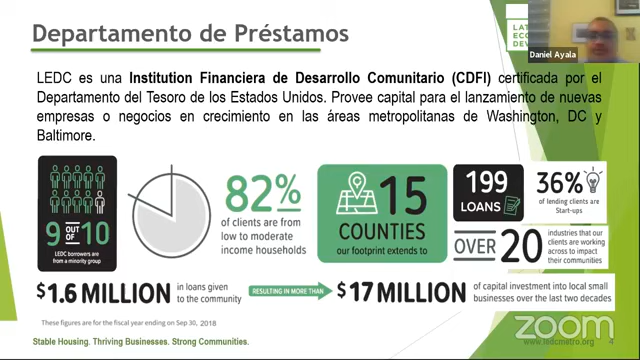 Departamento de Préstamos
LAT
ECO
DEV
Daniel Ayala
LEDC es una Institution Financiera de Desarrollo Comunitario (CDFI) certificada por el
Departamento del Tesoro de los Estados Unidos. Provee capital para el lanzamiento de nuevas
empresas o negocios en crecimiento en las áreas metropolitanas de Washington, DC y
Baltimore.
9 OUT OF 10
LEDC borrowers are
from a minority group
82%
of clients are from
low to moderate
income households
15
COUNTIES
our footprint extends to
199
LOANS
36%
of lending clients are
Start-ups
OVER 20
industries that our
clients are working
across to impact
their communities
$1.6 MILLION
in loans given
to the community
RESULTING IN MORE THAN
$17 MILLION
of capital investment into local small
businesses over the last two decades
These figures are for the fiscal year ending on Sep 30, 2018
Stable Housing. Thriving Businesses. Strong Communities.
www.ledcmetro.org
4
zoom